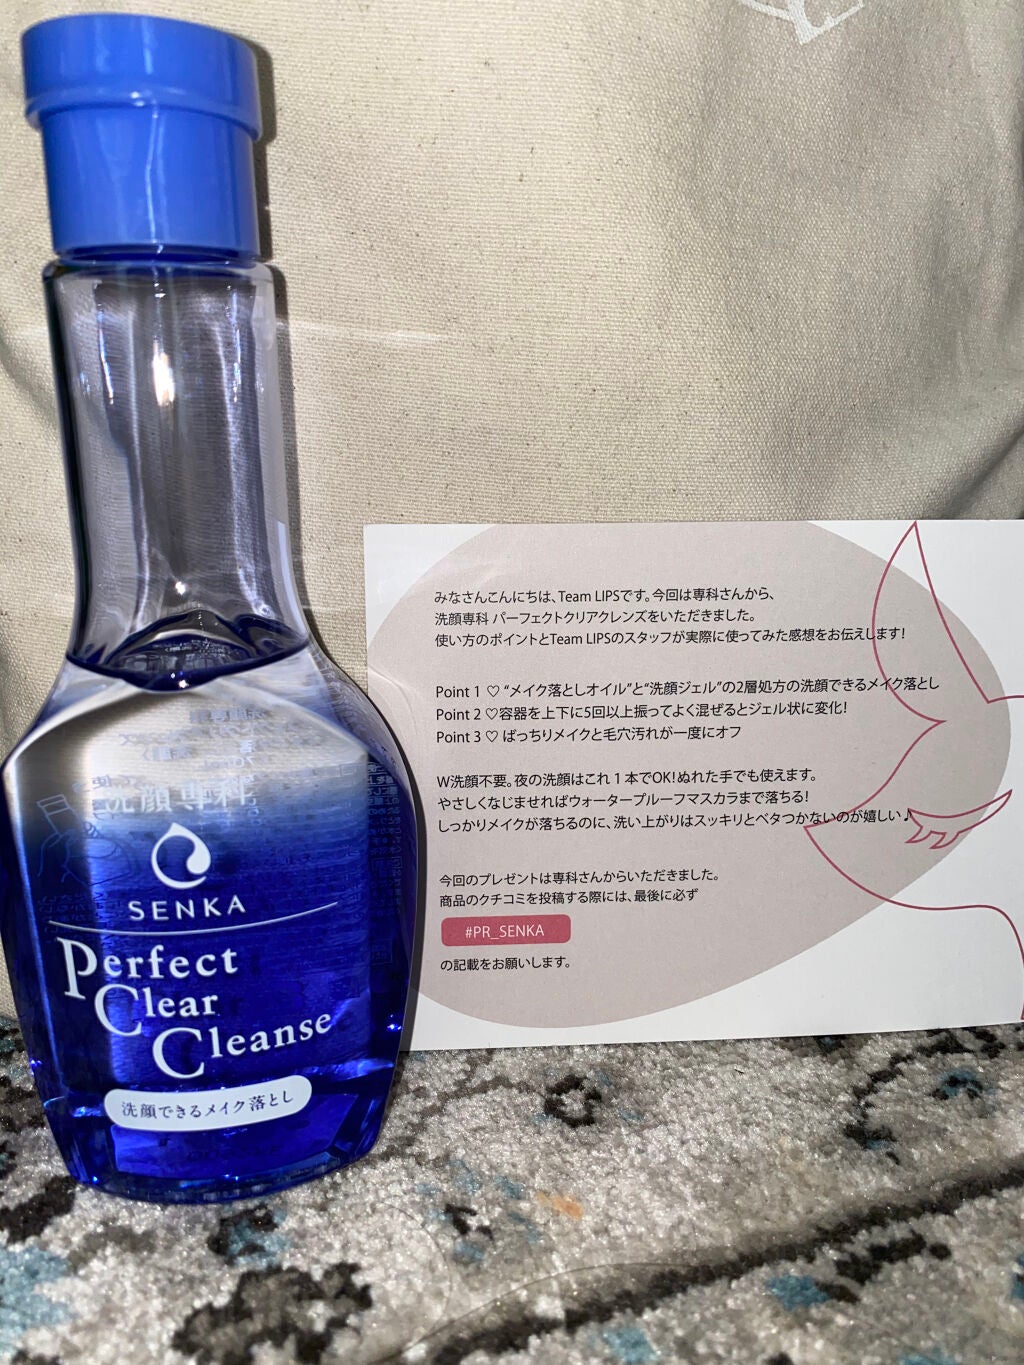 洗顔専科
SENKA
Perfect
Clear
Cleanse
洗顔できるメイク落とし
みなさんこんにちは、Team LIPSです。今回は専科さんから、
洗顔専科 パーフェクトクリアクレンズをいただきました。
使い方のポイントとTeam LIPSのスタッフが実際に使ってみた感想をお伝えします!
Point 1 ♡ “メイク落としオイル”と“洗顔ジェル”の2層処方の洗顔できるメイク落とし
Point 2 ♡容器を上下に5回以上振ってよく混ぜるとジェル状に変化!
Point 3 ♡ ばっちりメイクと毛穴汚れが一度にオフ
W洗顔不要。夜の洗顔はこれ1本でOK!ぬれた手でも使えます。
やさしくなじませればウォータープルーフマスカラまで落ちる!
しっかりメイクが落ちるのに、洗い上がりはスッキリとベタつかないのが嬉しい♪
今回のプレゼントは専科さんからいただきました。
商品のクチコミを投稿する際には、最後に必ず
#PR_SENKA
の記載をお願いします。